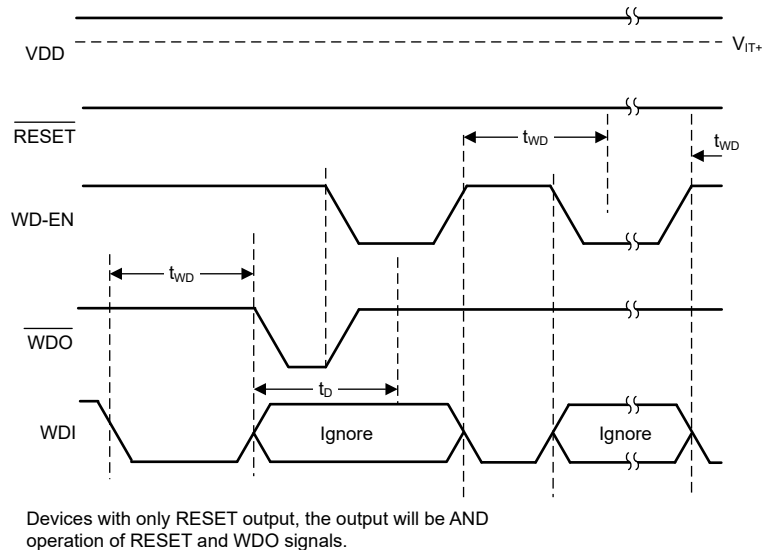 VDD
V_IT+
RESET
t_WD
t_WD
WD-EN
t_WD
WDO
t_D
WDI
Ignore
Ignore
Devices with only RESET output, the output will be AND
operation of RESET and WDO signals.